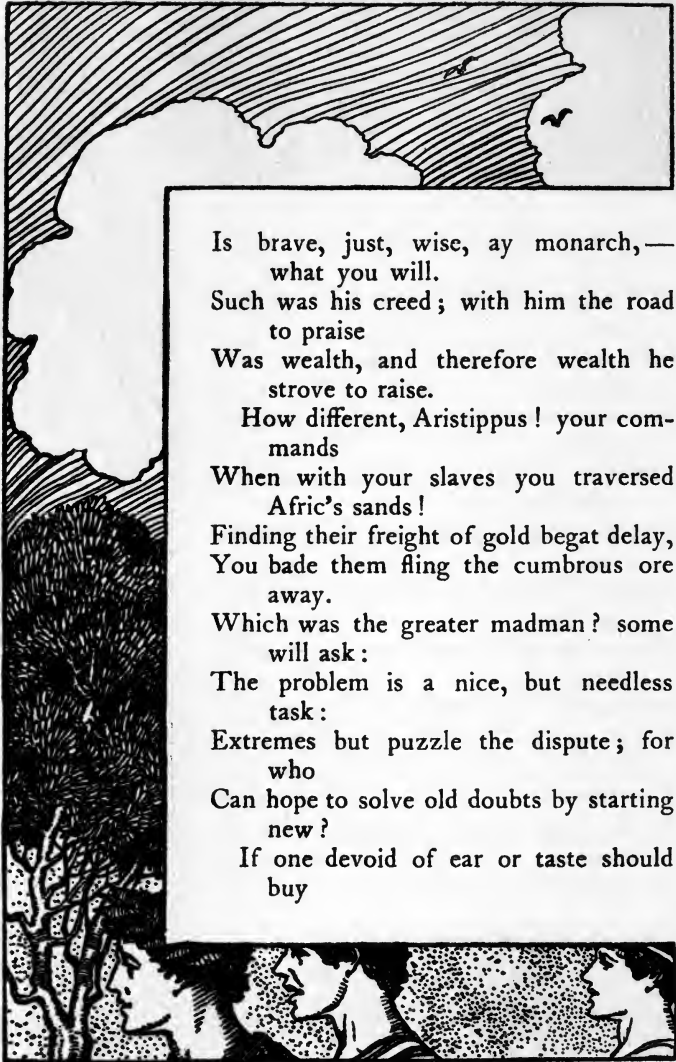 Is brave, just, wise, ay monarch,—
what you will.
Such was his creed; with him the road
to praise
Was wealth, and therefore wealth he
strove to raise.
How different, Aristippus! your com-
mands
When with your slaves you traversed
Afric's sands!
Finding their freight of gold begat delay,
You bade them fling the cumbrous ore
away.
Which was the greater madman? some
will ask:
The problem is a nice, but needless
task:
Extremes but puzzle the dispute; for
who
Can hope to solve old doubts by starting
new?
If one devoid of ear or taste should
buy